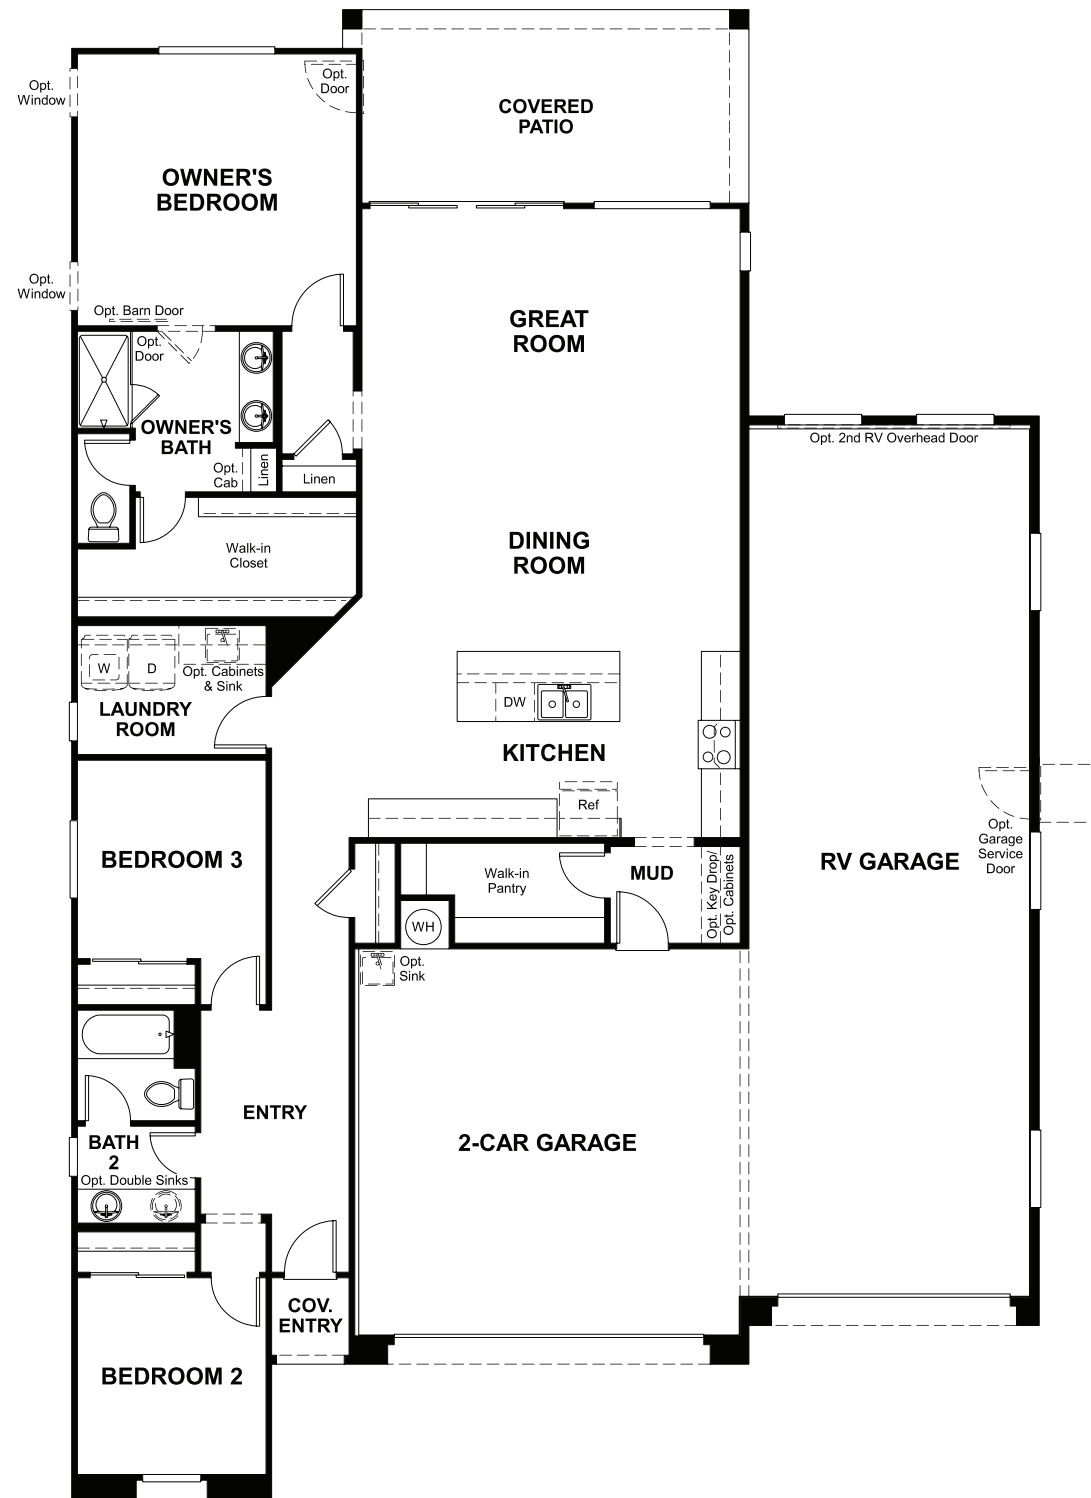 Opt.
Window
Opt.
Door
COVERED
PATIO
OWNER'S
BEDROOM
Opt.
Window
Opt. Barn Door
Opt.
Door
GREAT
ROOM
OWNER'S
BATH
Opt.
Cab
Linen
Linen
Opt. 2nd RV Overhead Door
Walk-in
Closet
DINING
ROOM
W
D
Opt. Cabinets
& Sink
LAUNDRY
ROOM
DW
KITCHEN
Ref
BEDROOM 3
Walk-in
Pantry
MUD
Opt. Key Drop/
Opt. Cabinets
RV GARAGE
Opt.
Garage
Service
Door
WH
Opt.
Sink
ENTRY
2-CAR GARAGE
BATH
2
Opt. Double Sinks
COV.
ENTRY
BEDROOM 2